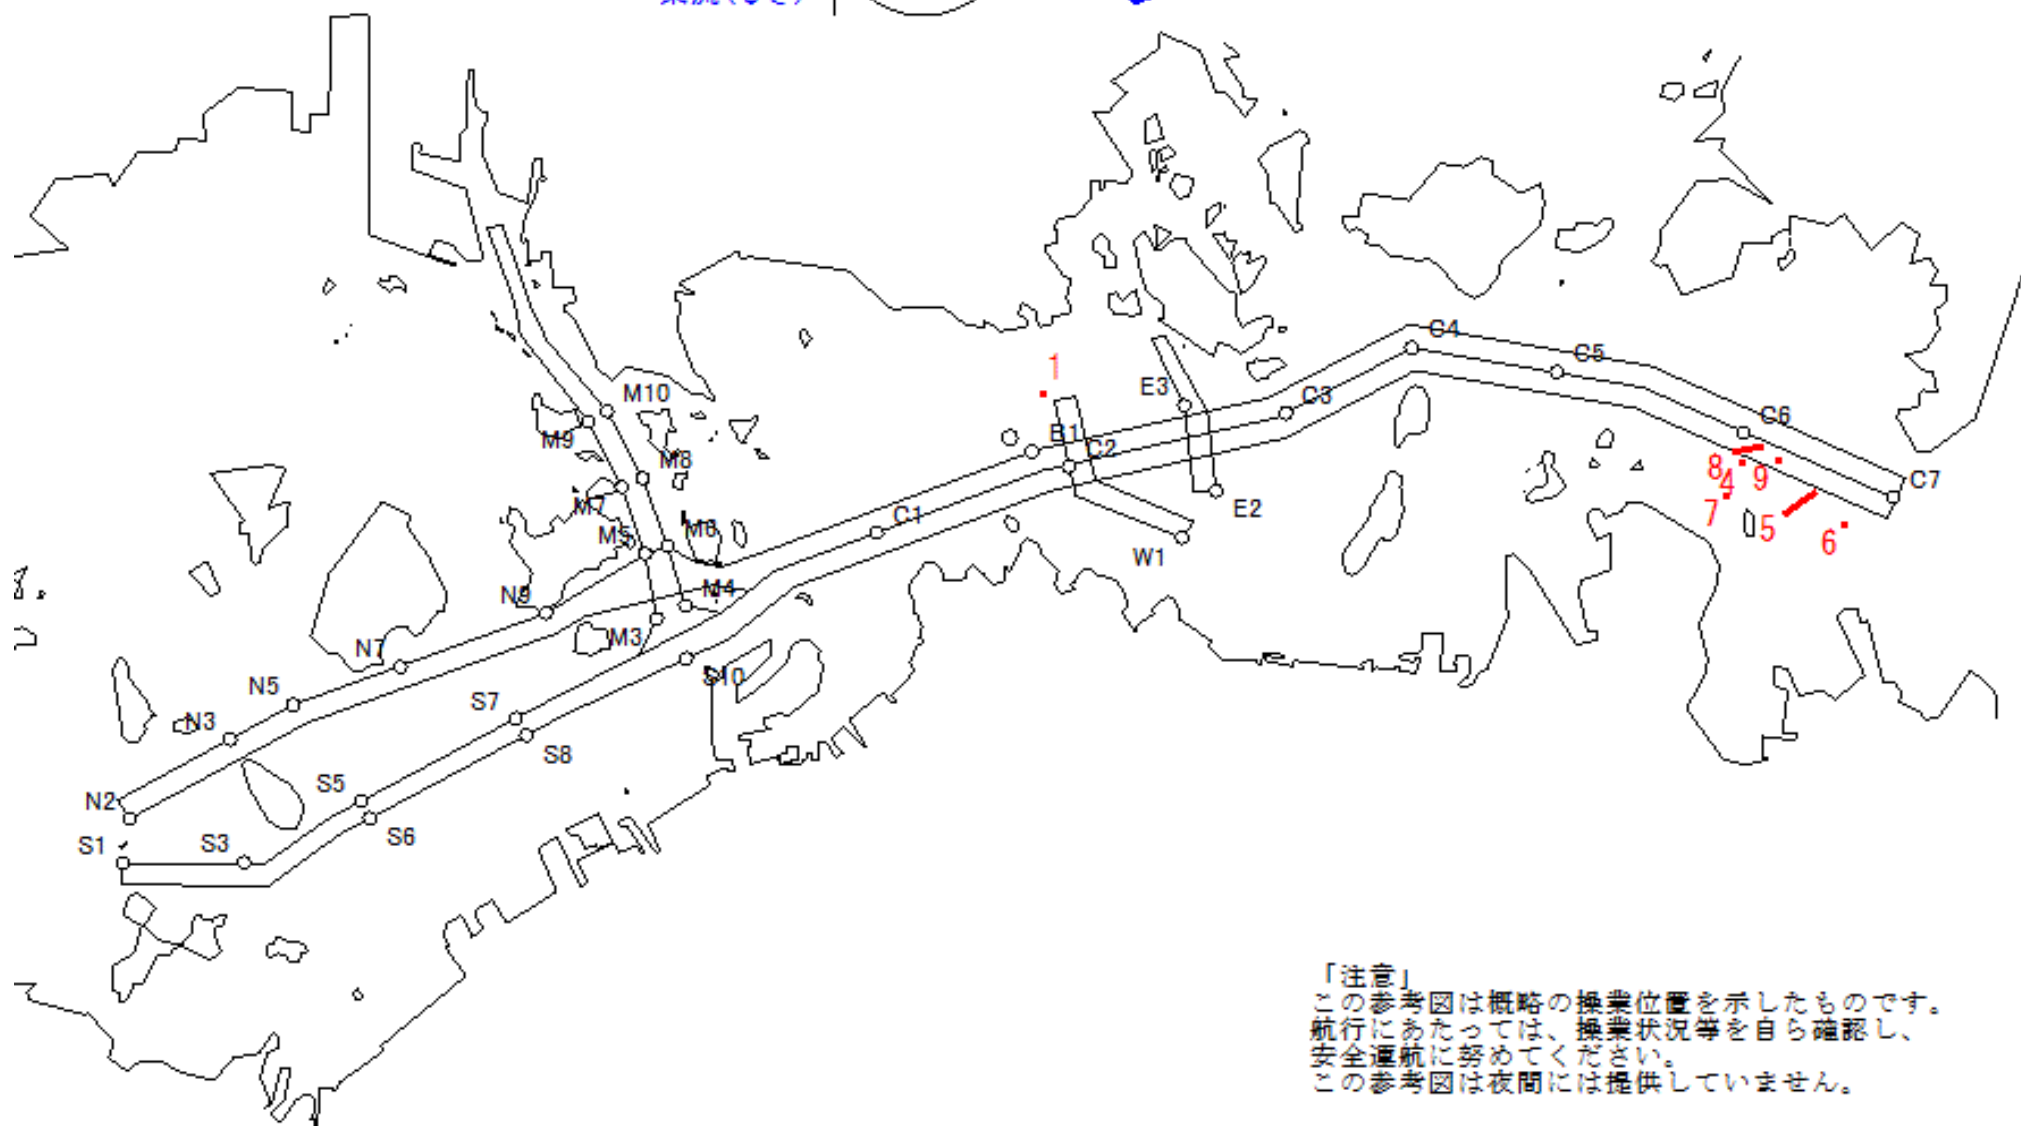 1
C4
C5
M10
E3
C3
C6
M9
B1
C2
M8
8
4
9
C7
M7
E2
7
C1
5
6
M5
M6
W1
N9
M4
M3
N7
S10
N5
S7
N3
S8
S5
N2
S6
S1
S3
「注意」
この参考図は概略の操業位置を示したものです。
航行にあたっては、操業状況等を自ら確認し、
安全運航に努めてください。
この参考図は夜間には提供していません。